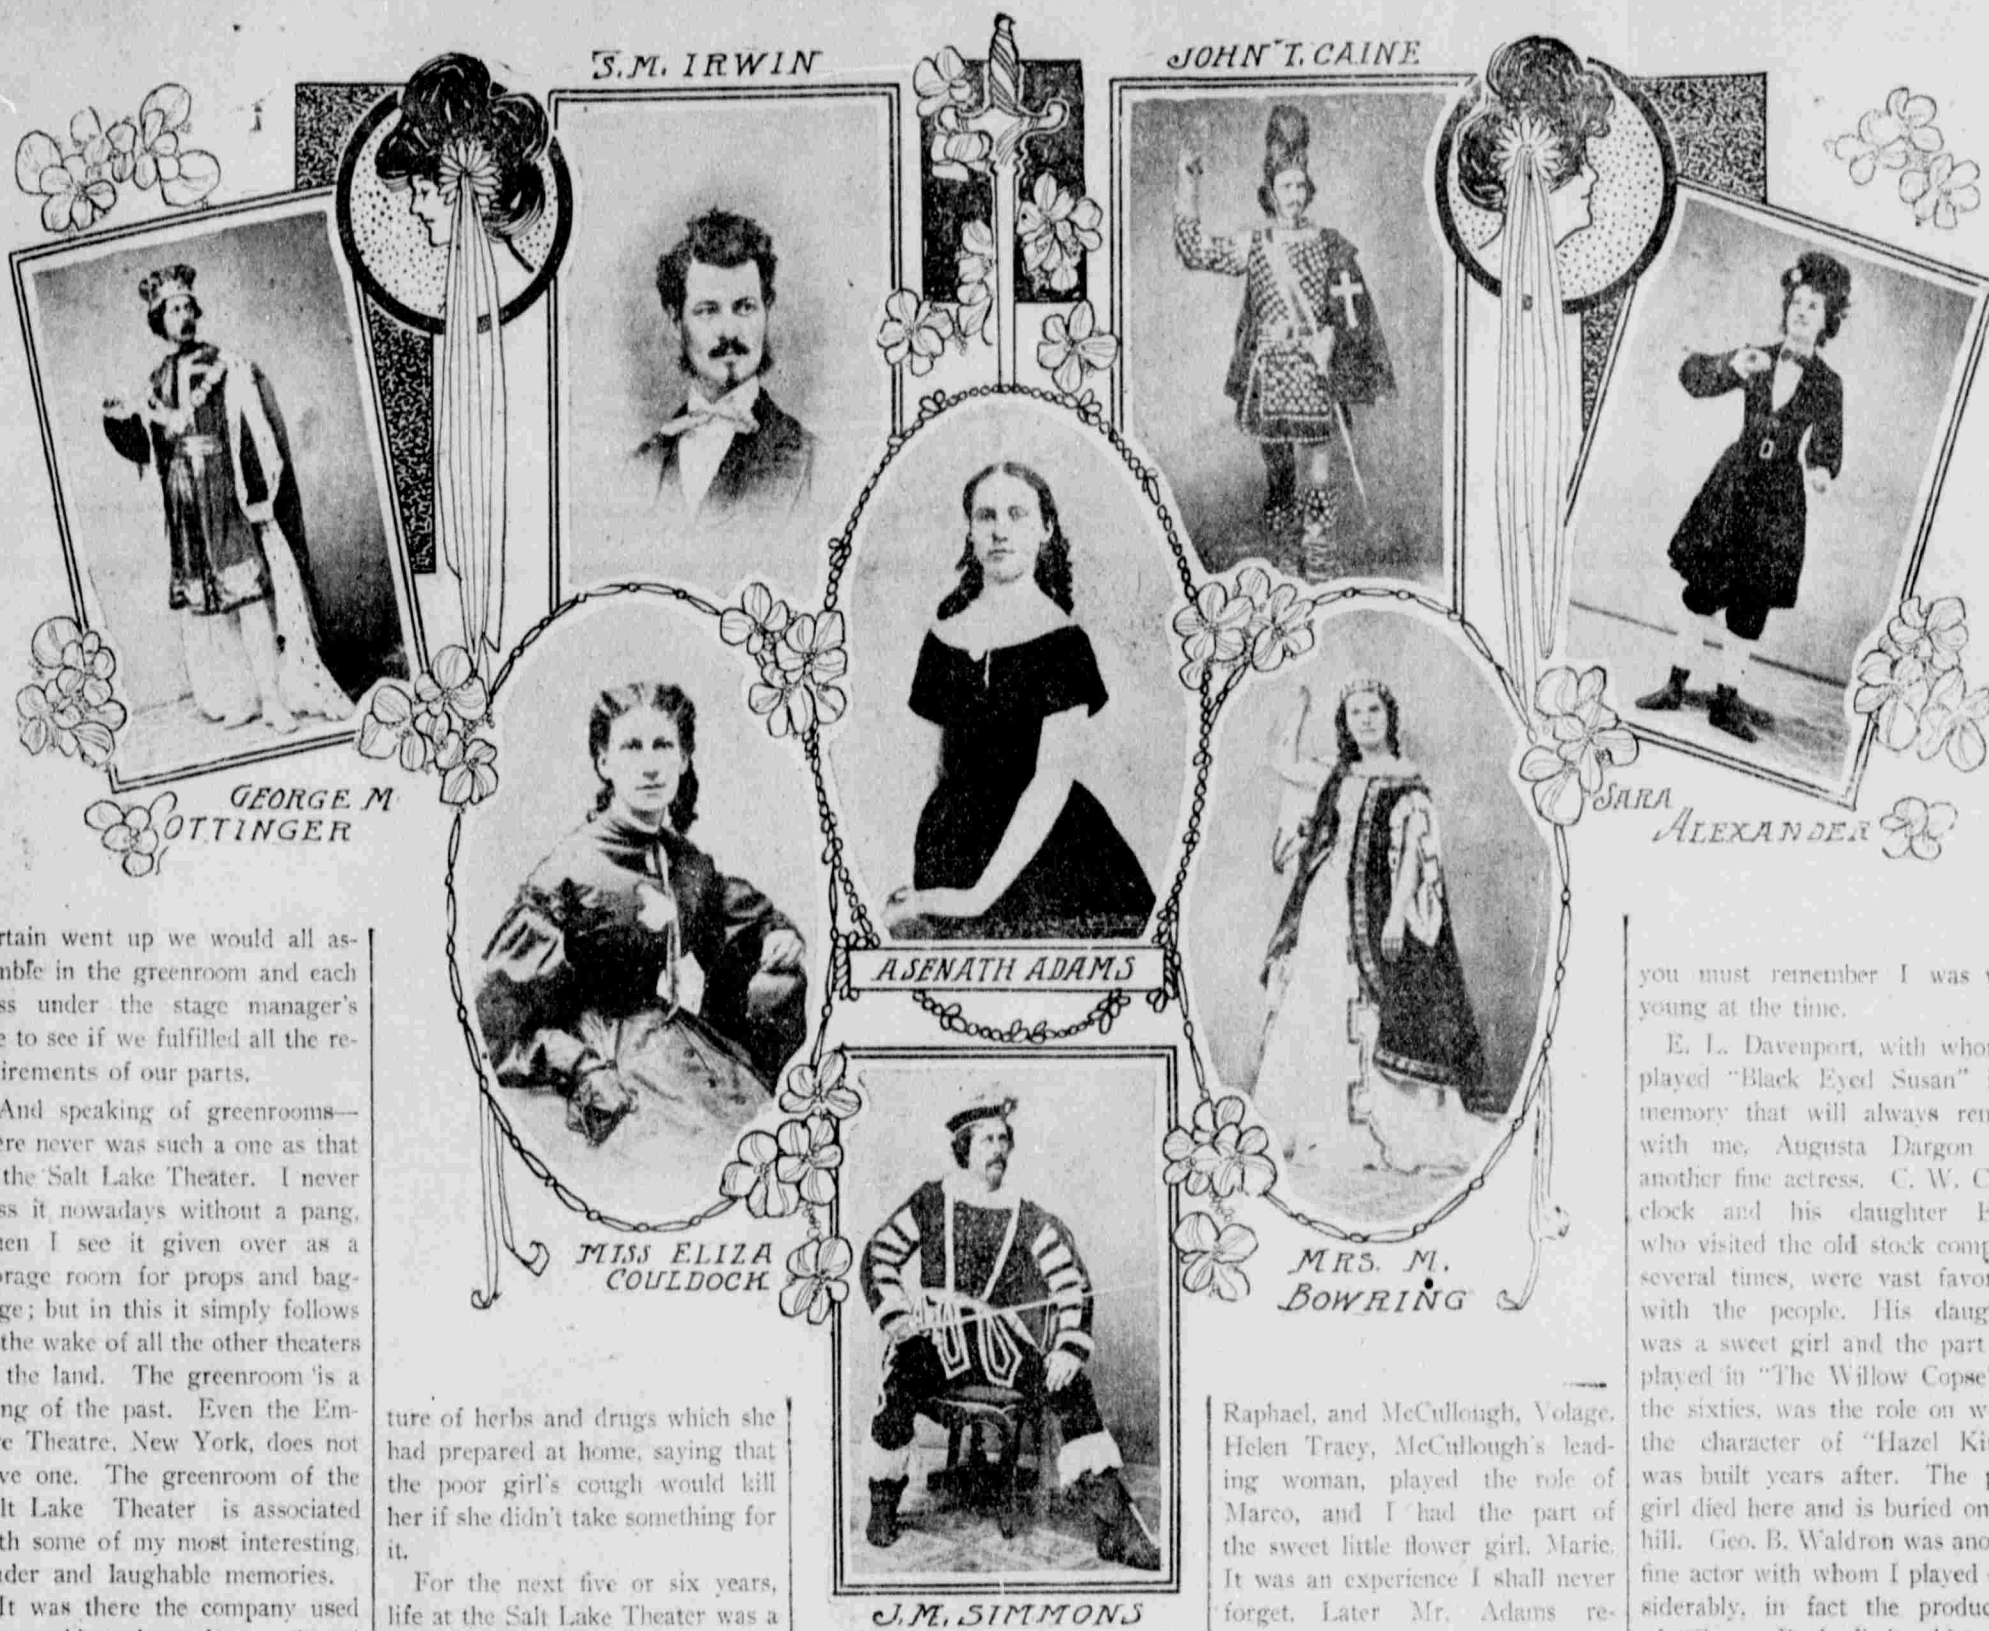 S.M. IRWIN
JOHN T. CAINE
GEORGE M
OTTINGER
SARA
ALEXANDER
ASENATH ADAMS
MISS ELIZA
COULDOCK
MRS. M.
BOWRING
J.M. SIMMONS
rtain went up we would all as-
mble in the greenroom and each
ss under the stage manager's
e to see if we fulfilled all the re-
irements of our parts.
And speaking of greenrooms—
ere never was such a one as that
the Salt Lake Theater. I never
ss it nowadays without a pang,
en I see it given over as a
orage room for props and bag-
ge; but in this it simply follows
the wake of all the other theaters
the land. The greenroom is a
ng of the past. Even the Em-
e Theatre, New York, does not
ve one. The greenroom of the
lt Lake Theater is associated
th some of my most interesting,
nder and laughable memories.
It was there the company used
ture of herbs and drugs which she
had prepared at home, saying that
the poor girl's cough would kill
her if she didn't take something for
it.
For the next five or six years,
life at the Salt Lake Theater was a
Raphael, and McCullough, Volage.
Helen Tracy, McCullough's lead-
ing woman, played the role of
Marco, and I had the part of
the sweet little flower girl, Marie.
It was an experience I shall never
forget. Later Mr. Adams re-
you must remember I was
young at the time.
E. L. Davenport, with who
played "Black Eyed Susan"
memory that will always rem
with me. Augusta Dargon
another fine actress. C. W. C
clock and his daughter
who visited the old stock comp
several times, were vast favor
with the people. His daug
was a sweet girl and the part
played in "The Willow Copse"
the sixties, was the role on w
the character of "Hazel Ki
was built years after. The
girl died here and is buried on
hill. Geo. B. Waldron was ano
fine actor with whom I played
siderably, in fact the produc